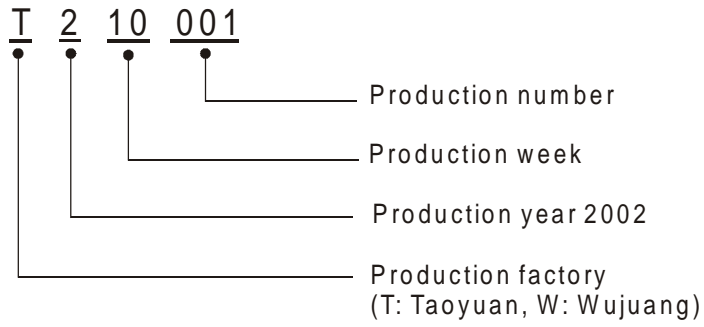 T 2 10 001
Production number
Production week
Production year 2002
Production factory
(T: Taoyuan, W: Wujuang)